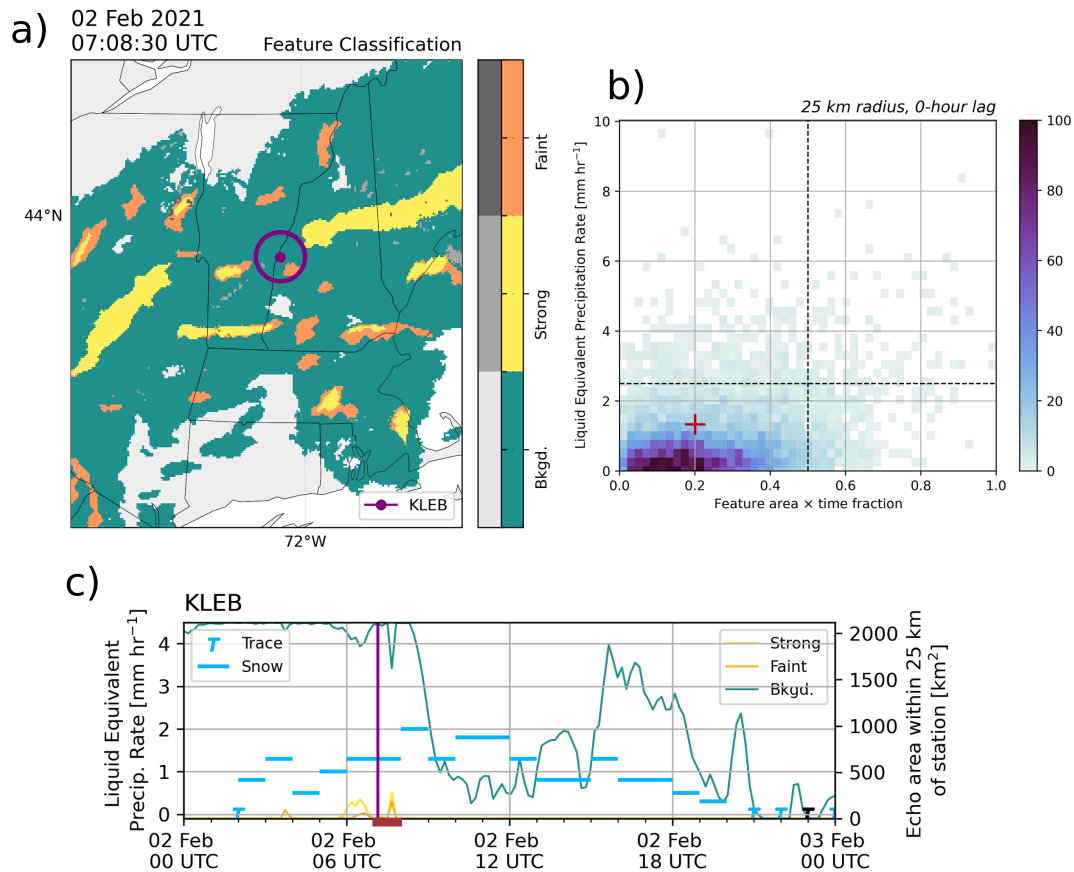 a)
02 Feb 2021
07:08:30 UTC
Feature Classification
44°N
72°W
KLEB
Faint
Strong
Bkgd.
b)
25 km radius, 0-hour lag
Liquid Equivalent Precipitation Rate [mm hr⁻¹]
10
8
6
4
2
0
0.0 0.2 0.4 0.6 0.8 1.0
Feature area × time fraction
100
80
60
40
20
0
c)
KLEB
Liquid Equivalent
Precip. Rate [mm hr⁻¹]
4
3
2
1
0
T Trace
Snow
Strong
Faint
Bkgd.
2000
1500
1000
500
0
Echo area within 25 km
of station [km²]
02 Feb 02 Feb 02 Feb 02 Feb 03 Feb
00 UTC 06 UTC 12 UTC 18 UTC 00 UTC